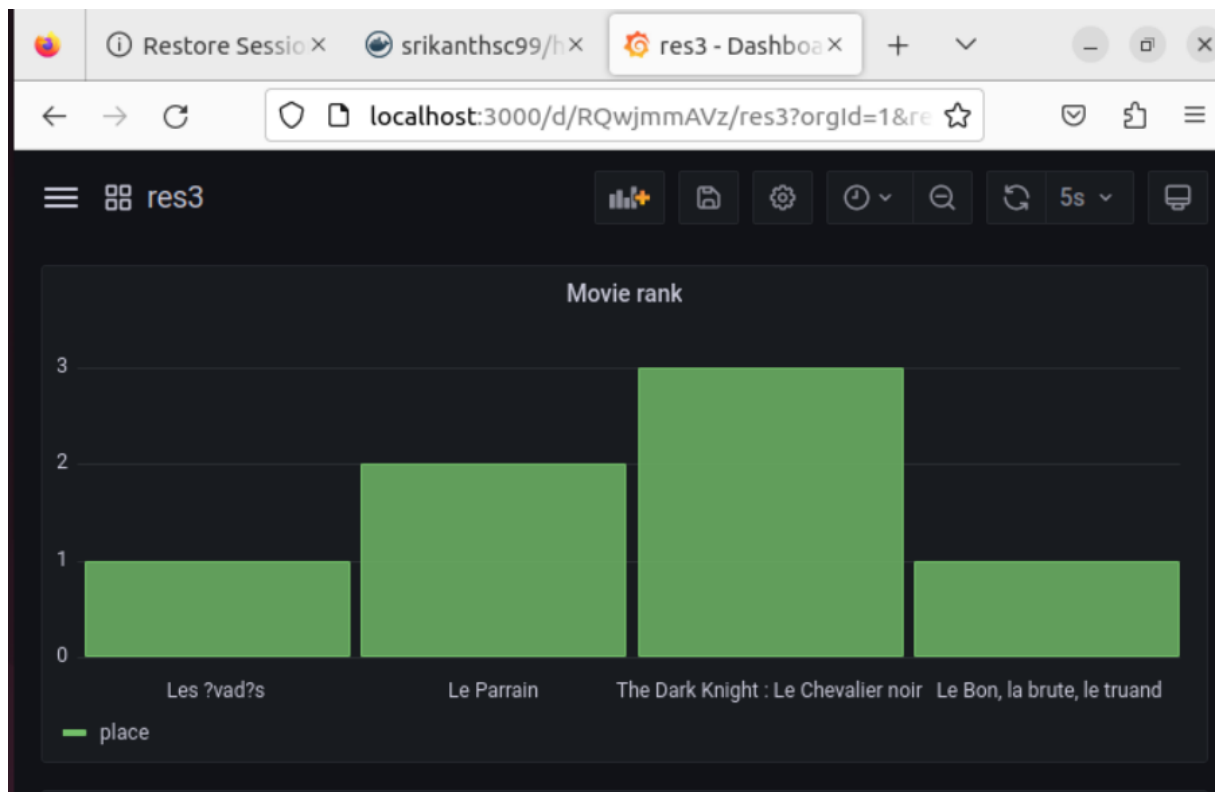 Restore Sessio srikanthsc99/h res3 - Dashboa
localhost:3000/d/RQwjmmAVz/res3?orgId=1&re
res3 5s
Movie rank
3
2
1
0
Les ?vad?s Le Parrain The Dark Knight : Le Chevalier noir Le Bon, la brute, le truand
place